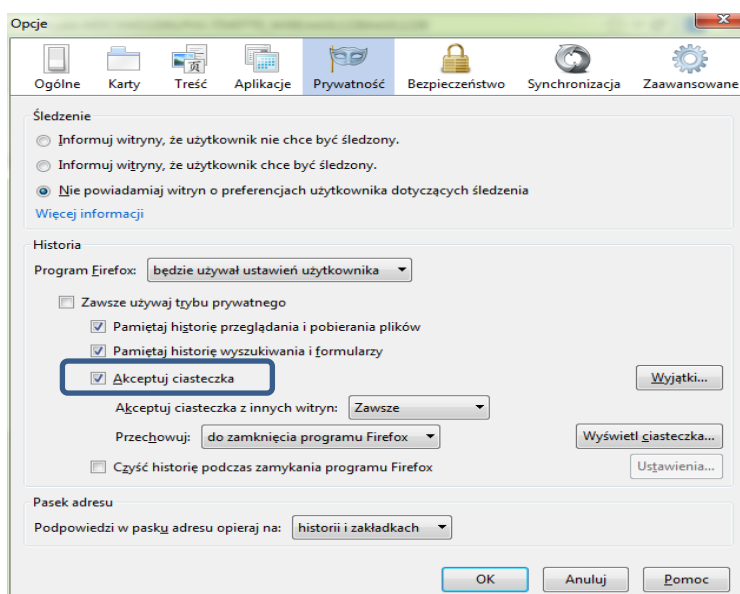 Opcje
Ogólne Karty Treść Aplikacje Prywatność Bezpieczeństwo Synchronizacja Zaawansowane
Śledzenie
Informuj witryny, że użytkownik nie chce być śledzony.
Informuj witryny, że użytkownik chce być śledzony.
Nie powiadamiaj witryn o preferencjach użytkownika dotyczących śledzenia
Więcej informacji
Historia
Program Firefox: będzie używał ustawień użytkownika
Zawsze używaj trybu prywatnego
Pamiętaj historię przeglądania i pobierania plików
Pamiętaj historię wyszukiwania i formularzy
Akceptuj ciasteczka Wyjątki...
Akceptuj ciasteczka z innych witryn: Zawsze
Przechowuj: do zamknięcia programu Firefox Wyświetl ciasteczka...
Czyść historię podczas zamykania programu Firefox Ustawienia...
Pasek adresu
Podpowiedzi w pasku adresu opieraj na: historii i zakładkach
OK Anuluj Pomoc